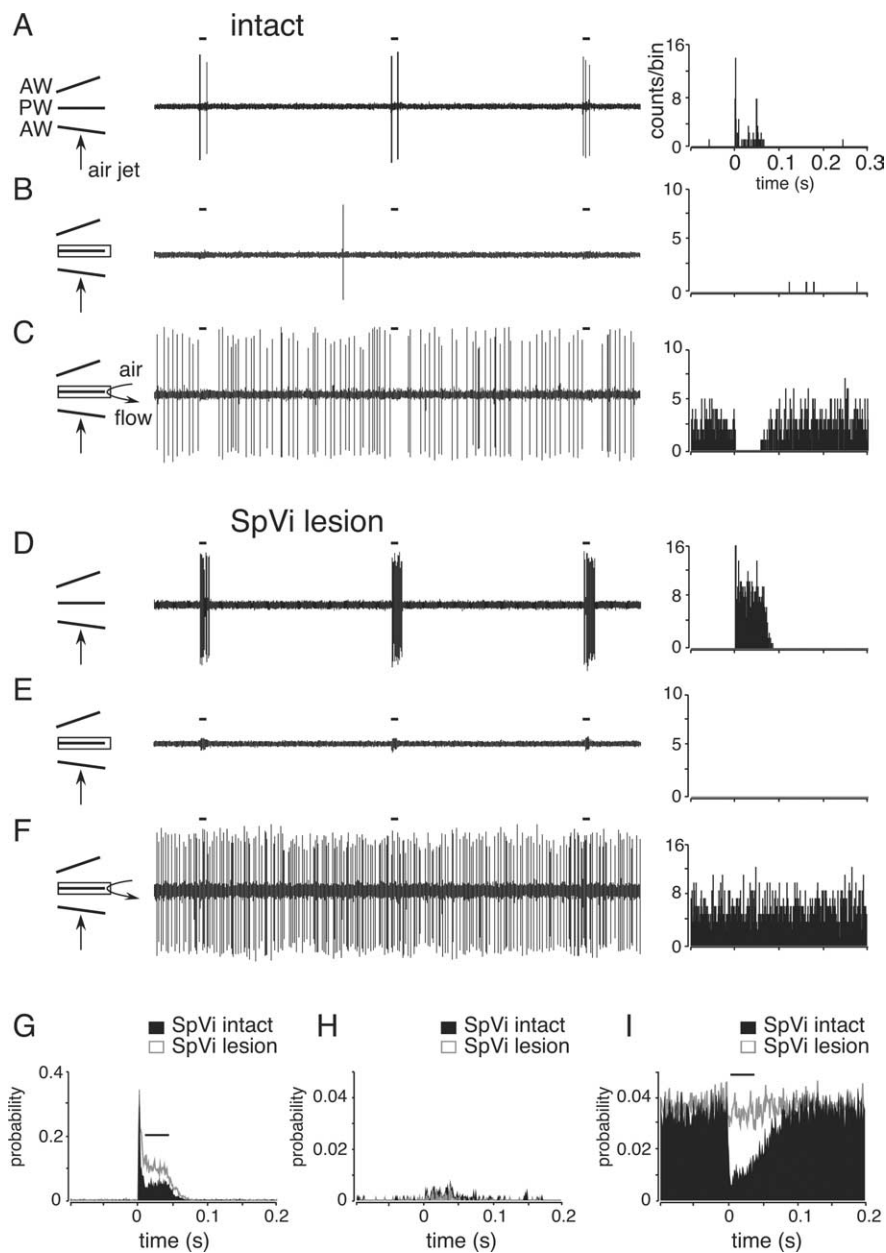 A intact
AW
PW
AW
air jet
counts/bin
16
8
0
0 0.1 0.2 0.3
time (s)
B
10
5
0
C
air
flow
10
5
0
SpVi lesion
D
16
8
0
E
10
5
0
F
16
8
0
G
SpVi intact
SpVi lesion
probability
0.4
0.2
0
0 0.1 0.2
time (s)
H
SpVi intact
SpVi lesion
probability
0.04
0.02
0
0 0.1 0.2
time (s)
I
SpVi intact
SpVi lesion
probability
0.04
0.02
0
0 0.1 0.2
time (s)